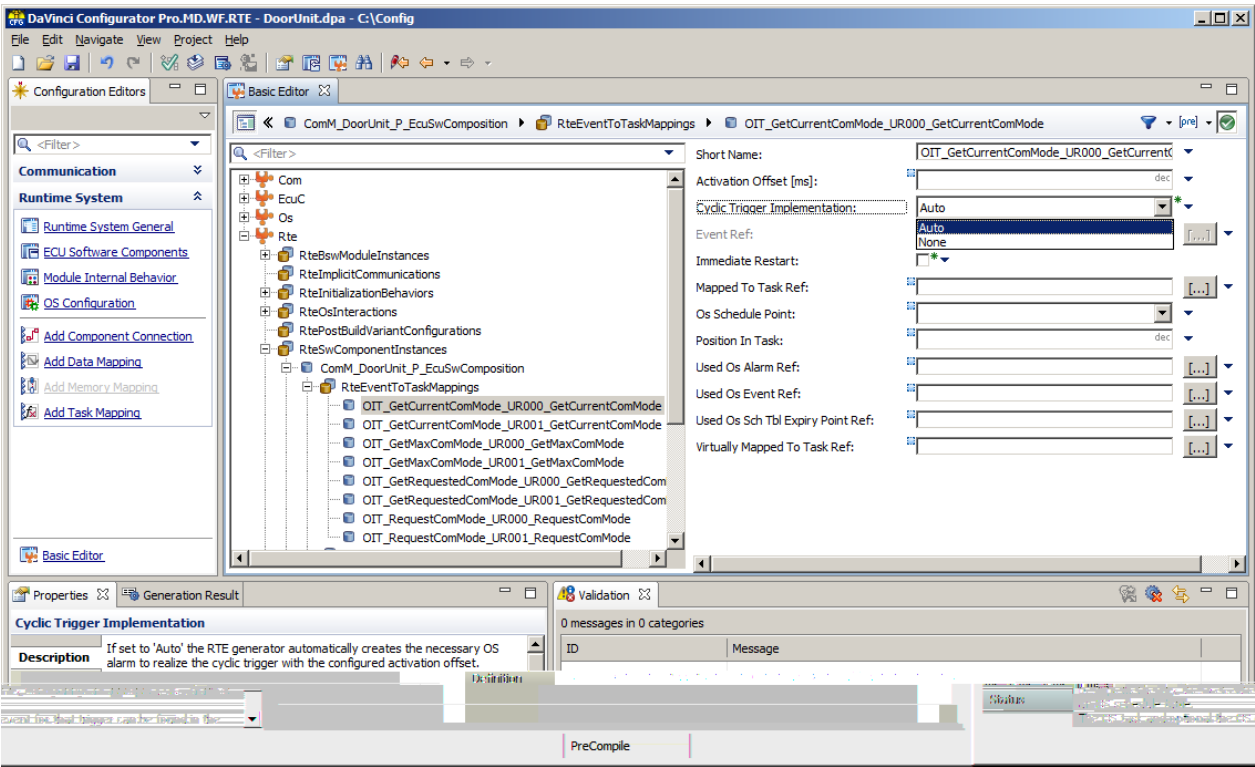 DaVinci Configurator Pro.MD.WF.RTE - DoorUnit.dpa - C:\Config
File Edit Navigate View Project Help
Configuration Editors
<Filter>
Communication
Runtime System
Runtime System General
ECU Software Components
Module Internal Behavior
OS Configuration
Add Component Connection
Add Data Mapping
Add Memory Mapping
Add Task Mapping
Basic Editor
Basic Editor
ComM_DoorUnit_P_EcuSwComposition RteEventToTaskMappings OIT_GetCurrentComMode_UR000_GetCurrentComMode
[pre]
<Filter>
Com
EcuC
Os
Rte
RteBswModuleInstances
RteImplicitCommunications
RteInitializationBehaviors
RteOsInteractions
RtePostBuildVariantConfigurations
RteSwComponentInstances
ComM_DoorUnit_P_EcuSwComposition
RteEventToTaskMappings
OIT_GetCurrentComMode_UR000_GetCurrentComMode
OIT_GetCurrentComMode_UR001_GetCurrentComMode
OIT_GetMaxComMode_UR000_GetMaxComMode
OIT_GetMaxComMode_UR001_GetMaxComMode
OIT_GetRequestedComMode_UR000_GetRequestedCom
OIT_GetRequestedComMode_UR001_GetRequestedCom
OIT_RequestComMode_UR000_RequestComMode
OIT_RequestComMode_UR001_RequestComMode
Short Name: OIT_GetCurrentComMode_UR000_GetCurrent
Activation Offset [ms]: dec
Cyclic Trigger Implementation: Auto
Auto
None
Event Ref: [...]
Immediate Restart:
Mapped To Task Ref: [...]
Os Schedule Point:
Position In Task: dec
Used Os Alarm Ref: [...]
Used Os Event Ref: [...]
Used Os Sch Tbl Expiry Point Ref: [...]
Virtually Mapped To Task Ref: [...]
Properties Generation Result
Cyclic Trigger Implementation
Description
If set to 'Auto' the RTE generator automatically creates the necessary OS
alarm to realize the cyclic trigger with the configured activation offset.
Definition
Validation
0 messages in 0 categories
ID Message
Status
PreCompile